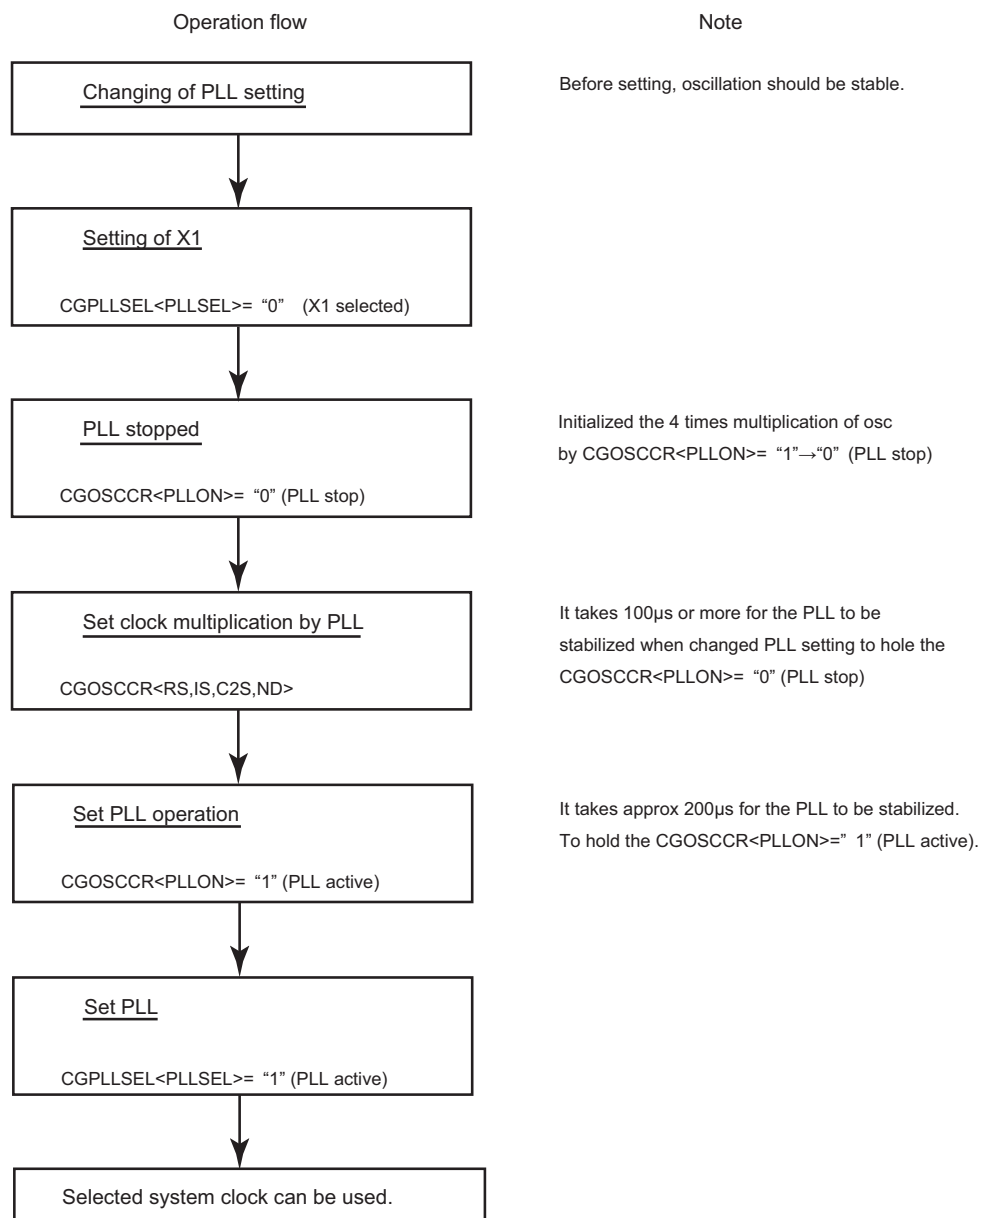 Operation flow
Note
Changing of PLL setting
Before setting, oscillation should be stable.
Setting of X1
CGPLLSEL<PLLSEL>= “0” (X1 selected)
PLL stopped
Initialized the 4 times multiplication of osc
by CGOSCCR<PLLON>= “1”→“0” (PLL stop)
CGOSCCR<PLLON>= “0” (PLL stop)
Set clock multiplication by PLL
It takes 100µs or more for the PLL to be
stabilized when changed PLL setting to hole the
CGOSCCR<PLLON>= “0” (PLL stop)
CGOSCCR<RS,IS,C2S,ND>
Set PLL operation
It takes approx 200µs for the PLL to be stabilized.
To hold the CGOSCCR<PLLON>=” 1” (PLL active).
CGOSCCR<PLLON>= “1” (PLL active)
Set PLL
CGPLLSEL<PLLSEL>= “1” (PLL active)
Selected system clock can be used.